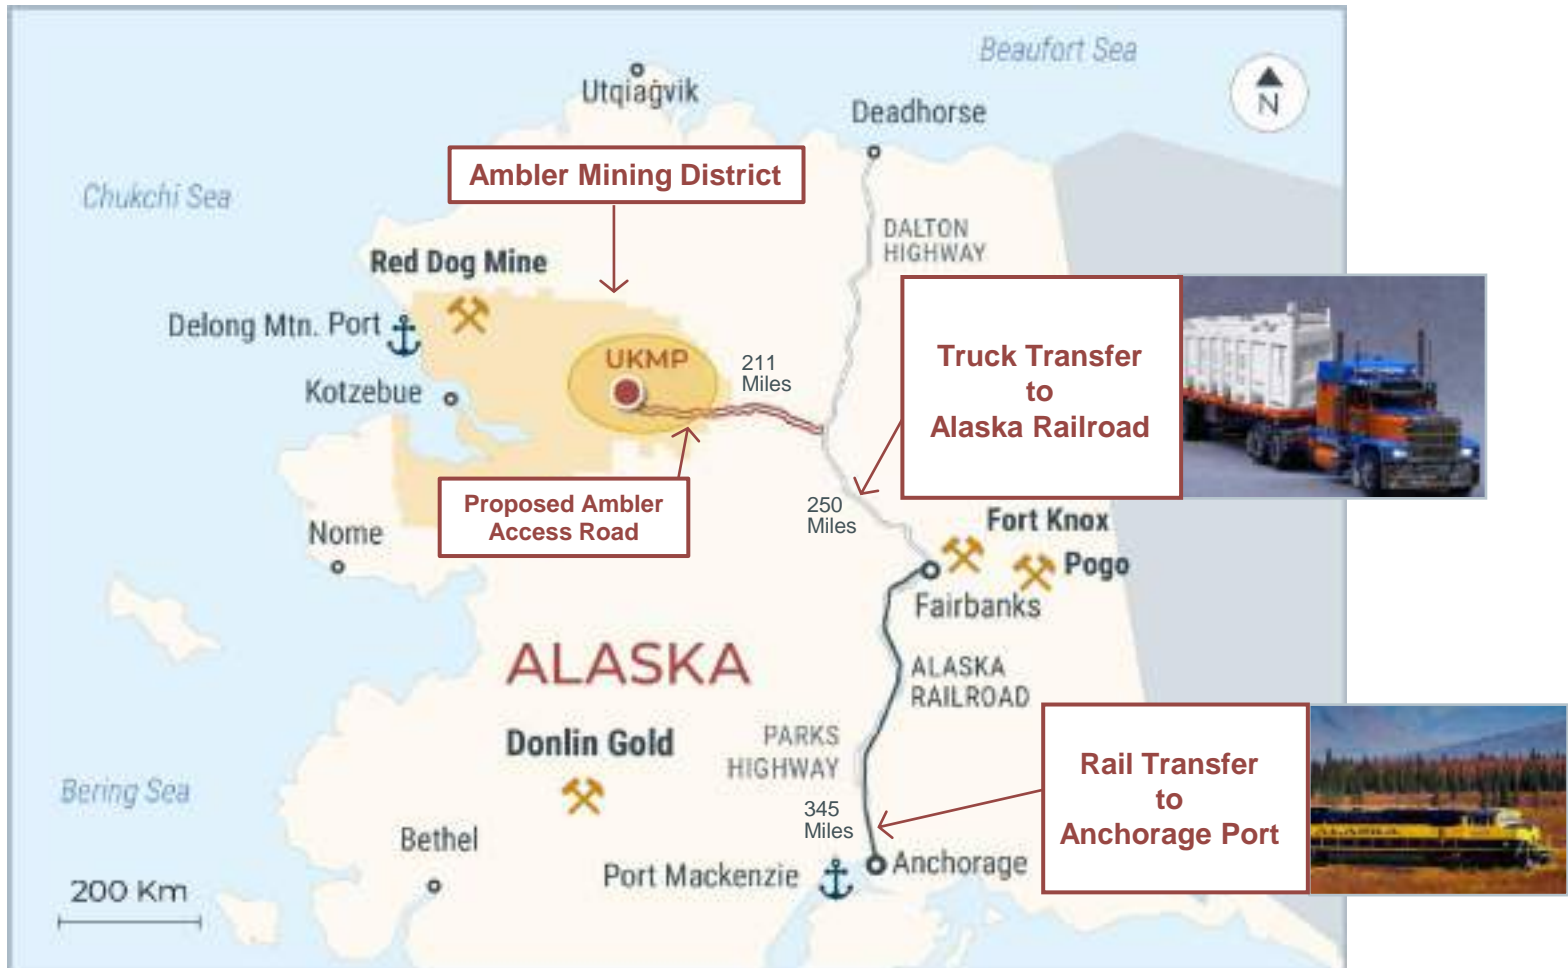 Beaufort Sea
Utqiaġvik
N
Deadhorse
Ambler Mining District
Chukchi Sea
DALTON
HIGHWAY
Red Dog Mine
Delong Mtn. Port
UKMP
211
Miles
Truck Transfer
to
Alaska Railroad
Kotzebue
Proposed Ambler
Access Road
250
Miles
Fort Knox
Nome
Pogo
Fairbanks
ALASKA
ALASKA
RAILROAD
Donlin Gold
PARKS
HIGHWAY
Rail Transfer
to
Anchorage Port
Bering Sea
345
Miles
ALASKA
Bethel
Port Mackenzie
Anchorage
200 Km